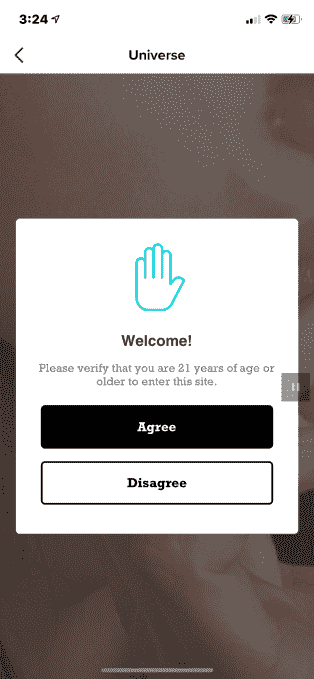 3:24
Universe
Welcome!
Please verify that you are 21 years of age or
older to enter this site.
Agree
Disagree